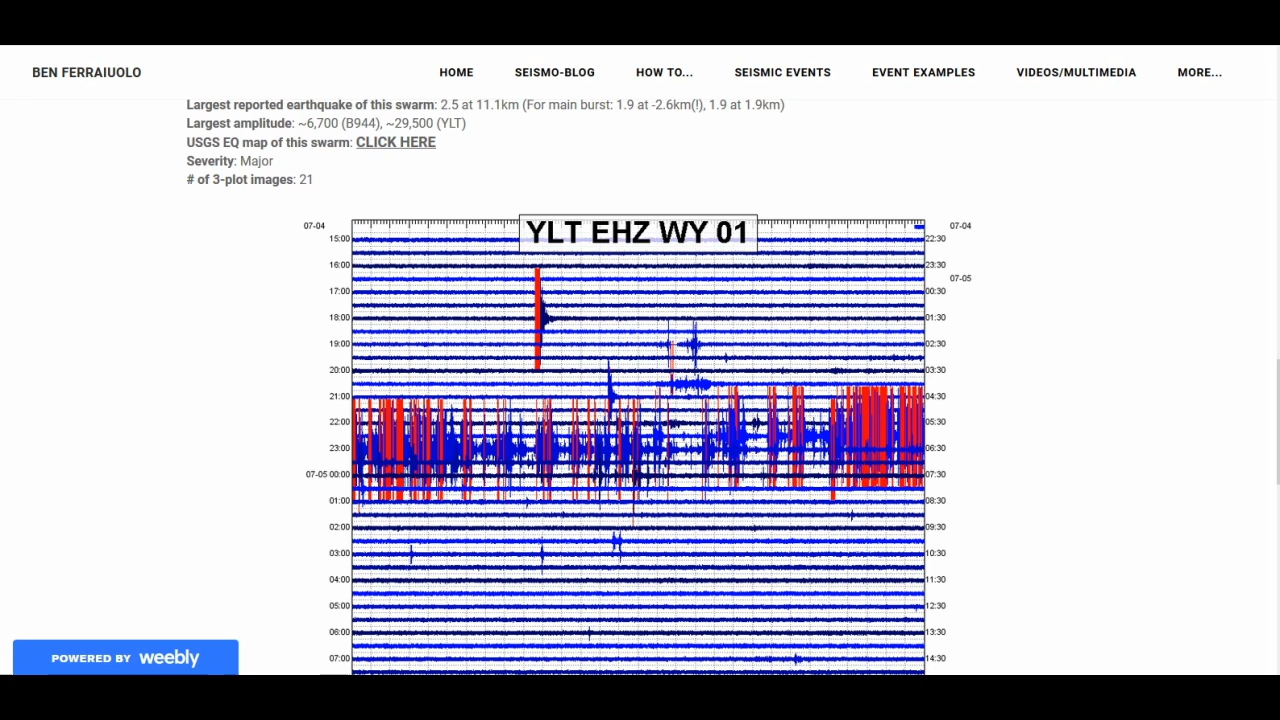 BEN FERRAIUOLO
HOME SEISMO-BLOG HOW TO... SEISMIC EVENTS EVENT EXAMPLES VIDEOS/MULTIMEDIA MORE...
Largest reported earthquake of this swarm: 2.5 at 11.1km (For main burst: 1.9 at -2.6km(!), 1.9 at 1.9km)
Largest amplitude: ~6,700 (B944), ~29,500 (YLT)
USGS EQ map of this swarm: CLICK HERE
Severity: Major
# of 3-plot images: 21
YLT EHZ WY 01
07-04 07-04
15:00 22:30
16:00 23:30
07-05
17:00 00:30
18:00 01:30
19:00 02:30
20:00 03:30
21:00 04:30
22:00 05:30
23:00 06:30
07-05 00:00 07:30
01:00 08:30
02:00 09:30
03:00 10:30
04:00 11:30
05:00 12:30
06:00 13:30
07:00 14:30
POWERED BY weebly